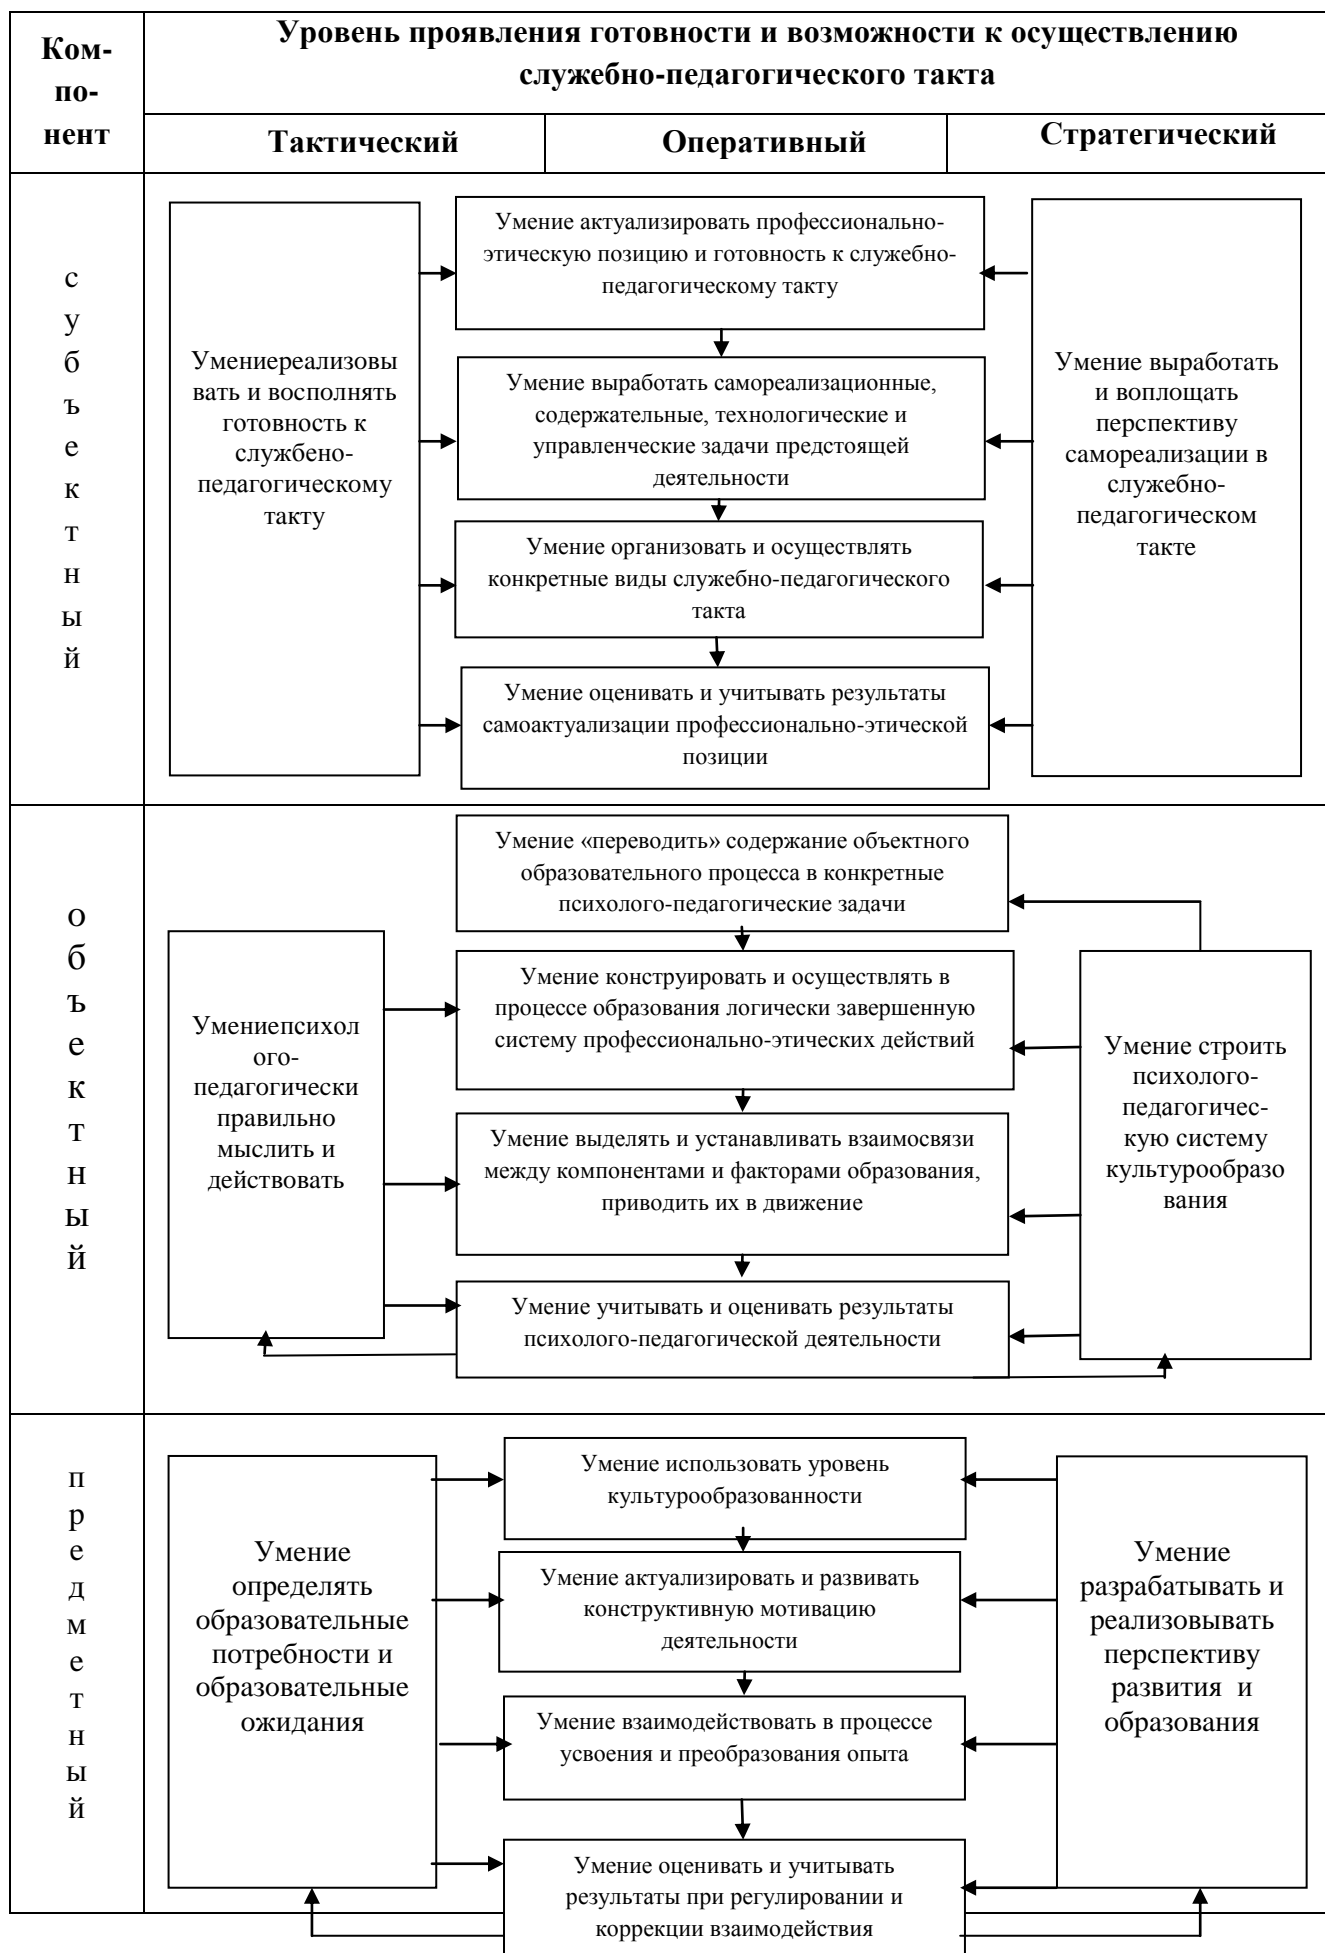 Ком-
по-
нент
Уровень проявления готовности и возможности к осуществлению
служебно-педагогического такта
Тактический
Оперативный
Стратегический
с
у
б
ъ
е
к
т
н
ы
й
Умениереализовы
вать и восполнять
готовность к
службено-
педагогическому
такту
Умение актуализировать профессионально-
этическую позицию и готовность к служебно-
педагогическому такту
Умение выработать самореализационные,
содержательные, технологические и
управленческие задачи предстоящей
деятельности
Умение организовать и осуществлять
конкретные виды служебно-педагогического
такта
Умение оценивать и учитывать результаты
самоактуализации профессионально-этической
позиции
Умение выработать
и воплощать
перспективу
самореализации в
служебно-
педагогическом
такте
о
б
ъ
е
к
т
н
ы
й
Умениепсихол
ого-
педагогически
правильно
мыслить и
действовать
Умение «переводить» содержание объектного
образовательного процесса в конкретные
психолого-педагогические задачи
Умение конструировать и осуществлять в
процессе образования логически завершенную
систему профессионально-этических действий
Умение выделять и устанавливать взаимосвязи
между компонентами и факторами образования,
приводить их в движение
Умение учитывать и оценивать результаты
психолого-педагогической деятельности
Умение строить
психолого-
педагогичес-
кую систему
культурообразо
вания
п
р
е
д
м
е
т
н
ы
й
Умение
определять
образовательные
потребности и
образовательные
ожидания
Умение использовать уровень
культурообразованности
Умение актуализировать и развивать
конструктивную мотивацию
деятельности
Умение взаимодействовать в процессе
усвоения и преобразования опыта
Умение оценивать и учитывать
результаты при регулировании и
коррекции взаимодействия
Умение
разрабатывать и
реализовывать
перспективу
развития и
образования